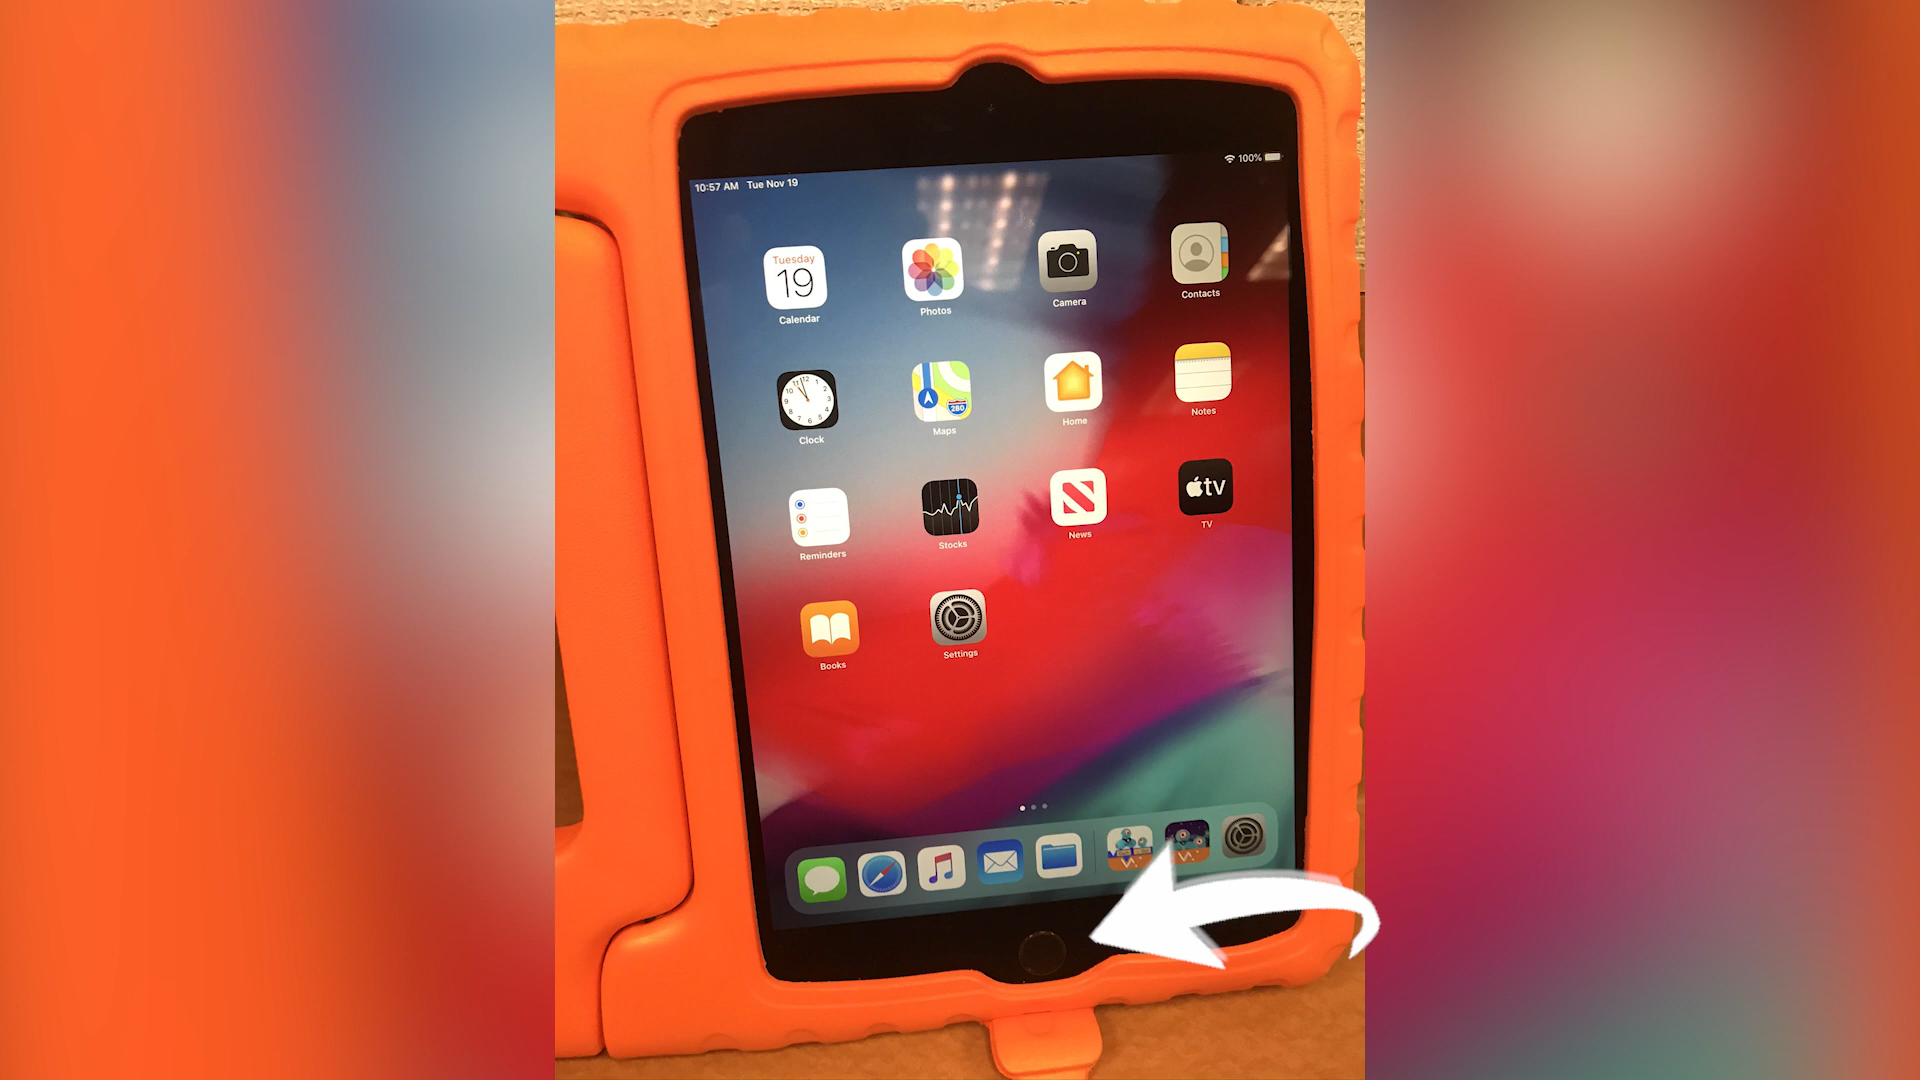 10:57 AM Tue Nov 19
100%
Tuesday
19
Calendar
Photos
Camera
Contacts
Clock
280
Maps
Home
Notes
Reminders
Stocks
News
tv
TV
Books
Settings